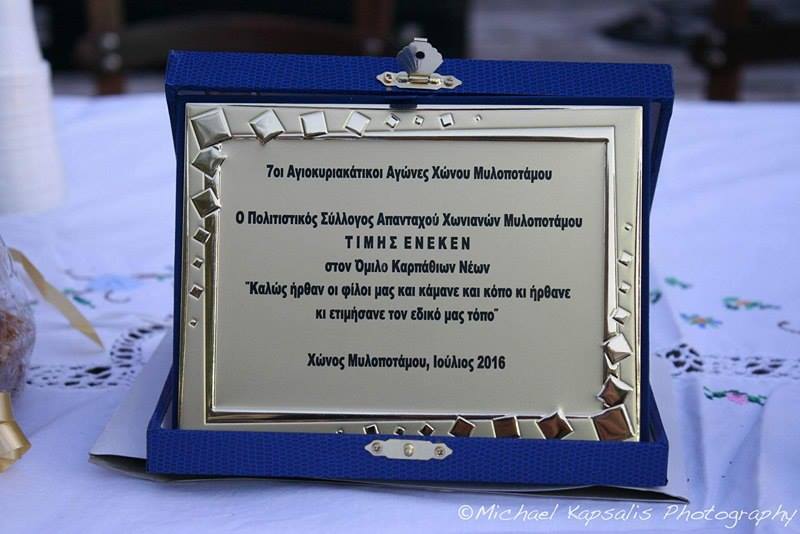 7οι Αγιοκυριακάτικοι Αγώνες Χώνου Μυλοποτάμου
Ο Πολιτιστικός Σύλλογος Απανταχού Χωνιανών Μυλοποτάμου
ΤΙΜΗΣ ΕΝΕΚΕΝ
στον Όμιλο Καρπάθιων Νέων
¨Καλώς ήρθαν οι φίλοι μας και κάμανε και κόπο κι ήρθανε
κι ετιμήσανε τον εδικό μας τόπο¨
Χώνος Μυλοποτάμου, Ιούλιος 2016
©Michael Kapsalis Photography